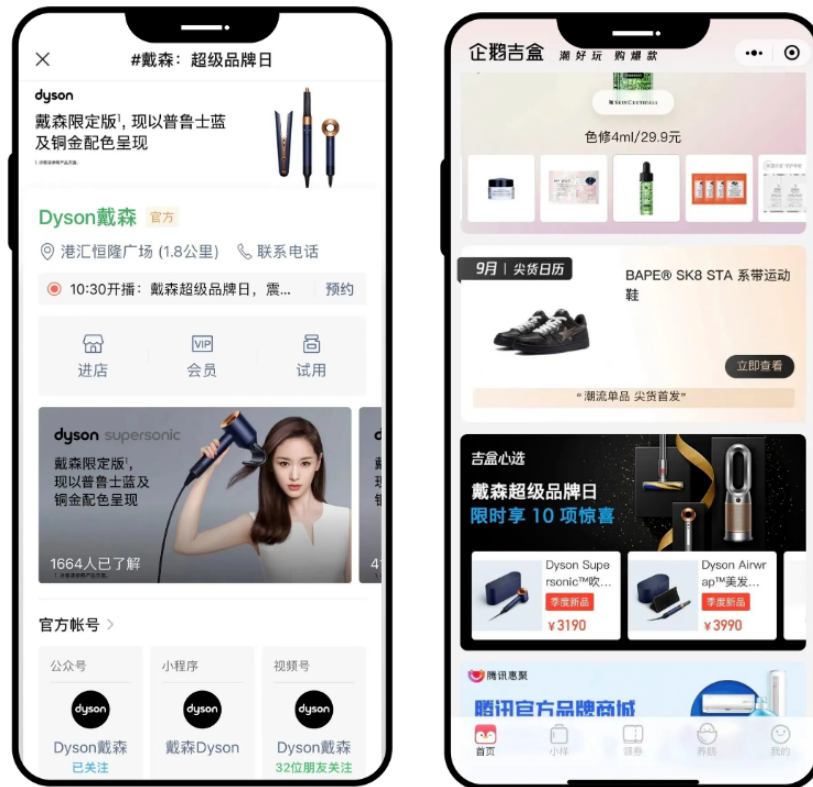 #戴森：超级品牌日
dyson
戴森限定版¹，现以普鲁士蓝
及铜金配色呈现
Dyson戴森 官方
港汇恒隆广场 (1.8公里) 联系电话
10:30开播：戴森超级品牌日，震... 预约
进店 VIP 会员 试用
dyson supersonic
戴森限定版¹，
现以普鲁士蓝及
铜金配色呈现
1664人已了解
官方帐号
公众号 小程序 视频号
dyson dyson dyson
Dyson戴森 戴森Dyson Dyson戴森
已关注 32位朋友关注
企鹅吉盒 潮好玩 购爆款
SKINCEUTICALS
色修4ml/29.9元
9月 | 尖货日历
BAPE® SK8 STA 系带运动
鞋
立即查看
“潮流单品 尖货首发”
吉盒心选
戴森超级品牌日
限时享 10 项惊喜
Dyson Supe
rsonic™吹...
季度新品
¥3190
Dyson Airwr
ap™美发...
季度新品
¥3990
腾讯惠聚
腾讯官方品牌商城
首页 小样 领券 养鹅 我的